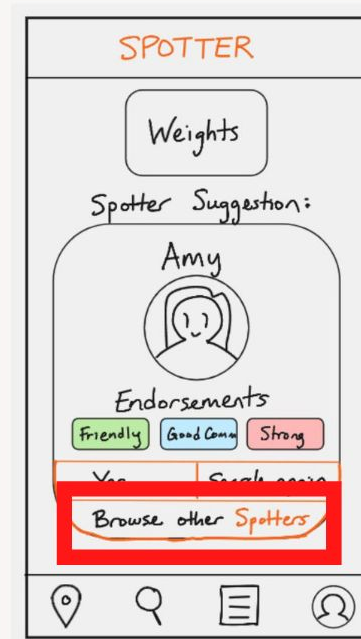 SPOTTER
Weights
Spotter Suggestion:
Amy
Endorsements
Friendly Good Comm Strong
Browse other Spotters